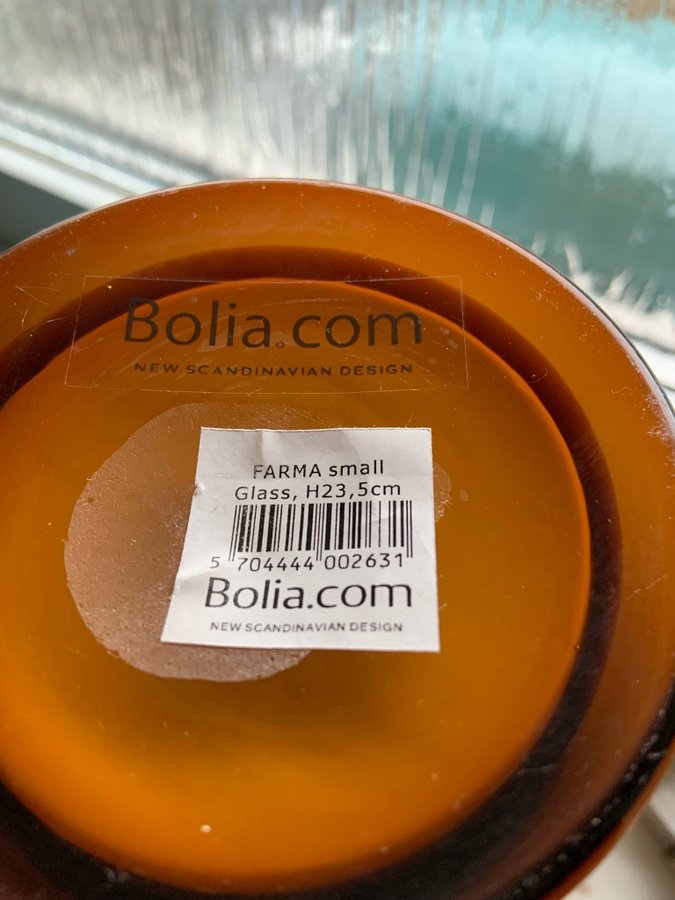 Bolia.com
NEW SCANDINAVIAN DESIGN
FARMA small
Glass, H23,5cm
5 704444 002631
Bolia.com
NEW SCANDINAVIAN DESIGN